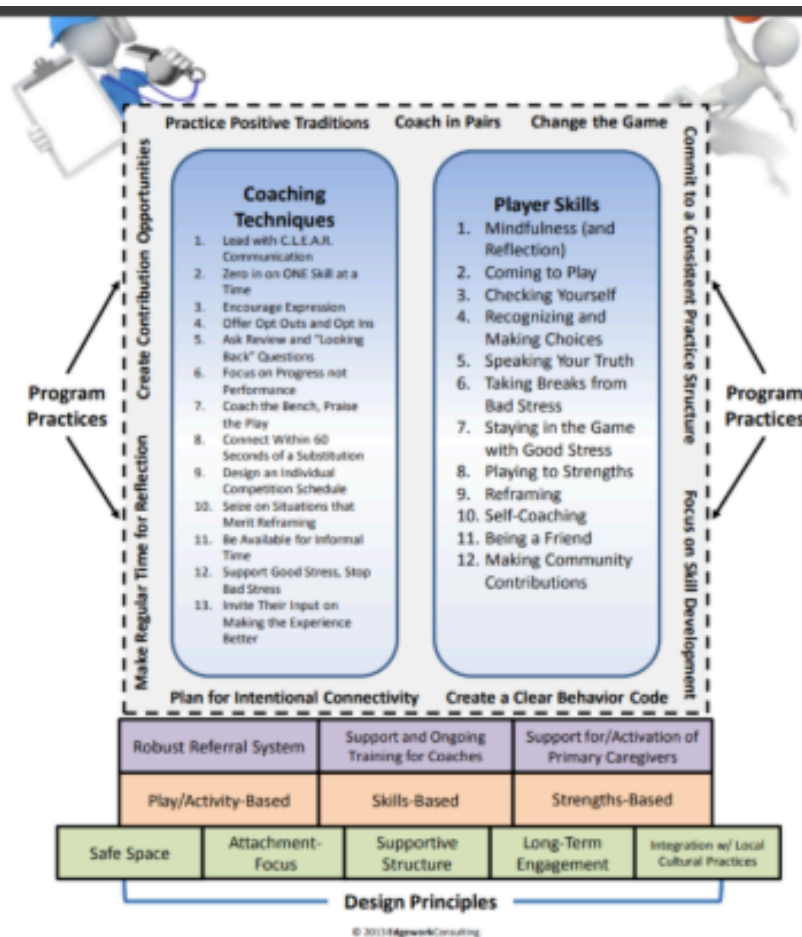 Practice Positive Traditions
Coach in Pairs
Change the Game
Create Contribution Opportunities
Make Regular Time for Reflection
Program
Practices
Coaching
Techniques
1. Lead with C.L.E.A.R.
Communication
2. Zero in on ONE Skill at a
Time
3. Encourage Expression
4. Offer Opt Outs and Opt Ins
5. Ask Review and "Looking
Back" Questions
6. Focus on Progress not
Performance
7. Coach the Bench, Praise
the Play
8. Connect Within 60
Seconds of a Substitution
9. Design an Individual
Competition Schedule
10. Seize on Situations that
Merit Reframing
11. Be Available for Informal
Time
12. Support Good Stress, Stop
Bad Stress
13. Invite Their Input on
Making the Experience
Better
Player Skills
1. Mindfulness (and
Reflection)
2. Coming to Play
3. Checking Yourself
4. Recognizing and
Making Choices
5. Speaking Your Truth
6. Taking Breaks from
Bad Stress
7. Staying in the Game
with Good Stress
8. Playing to Strengths
9. Reframing
10. Self-Coaching
11. Being a Friend
12. Making Community
Contributions
Commit to a Consistent Practice Structure
Focus on Skill Development
Program
Practices
Plan for Intentional Connectivity
Create a Clear Behavior Code
Robust Referral System
Support and Ongoing
Training for Coaches
Support for/Activation of
Primary Caregivers
Play/Activity-Based
Skills-Based
Strengths-Based
Safe Space
Attachment-
Focus
Supportive
Structure
Long-Term
Engagement
Integration w/ Local
Cultural Practices
Design Principles
© 2013 EdgeworkConsulting